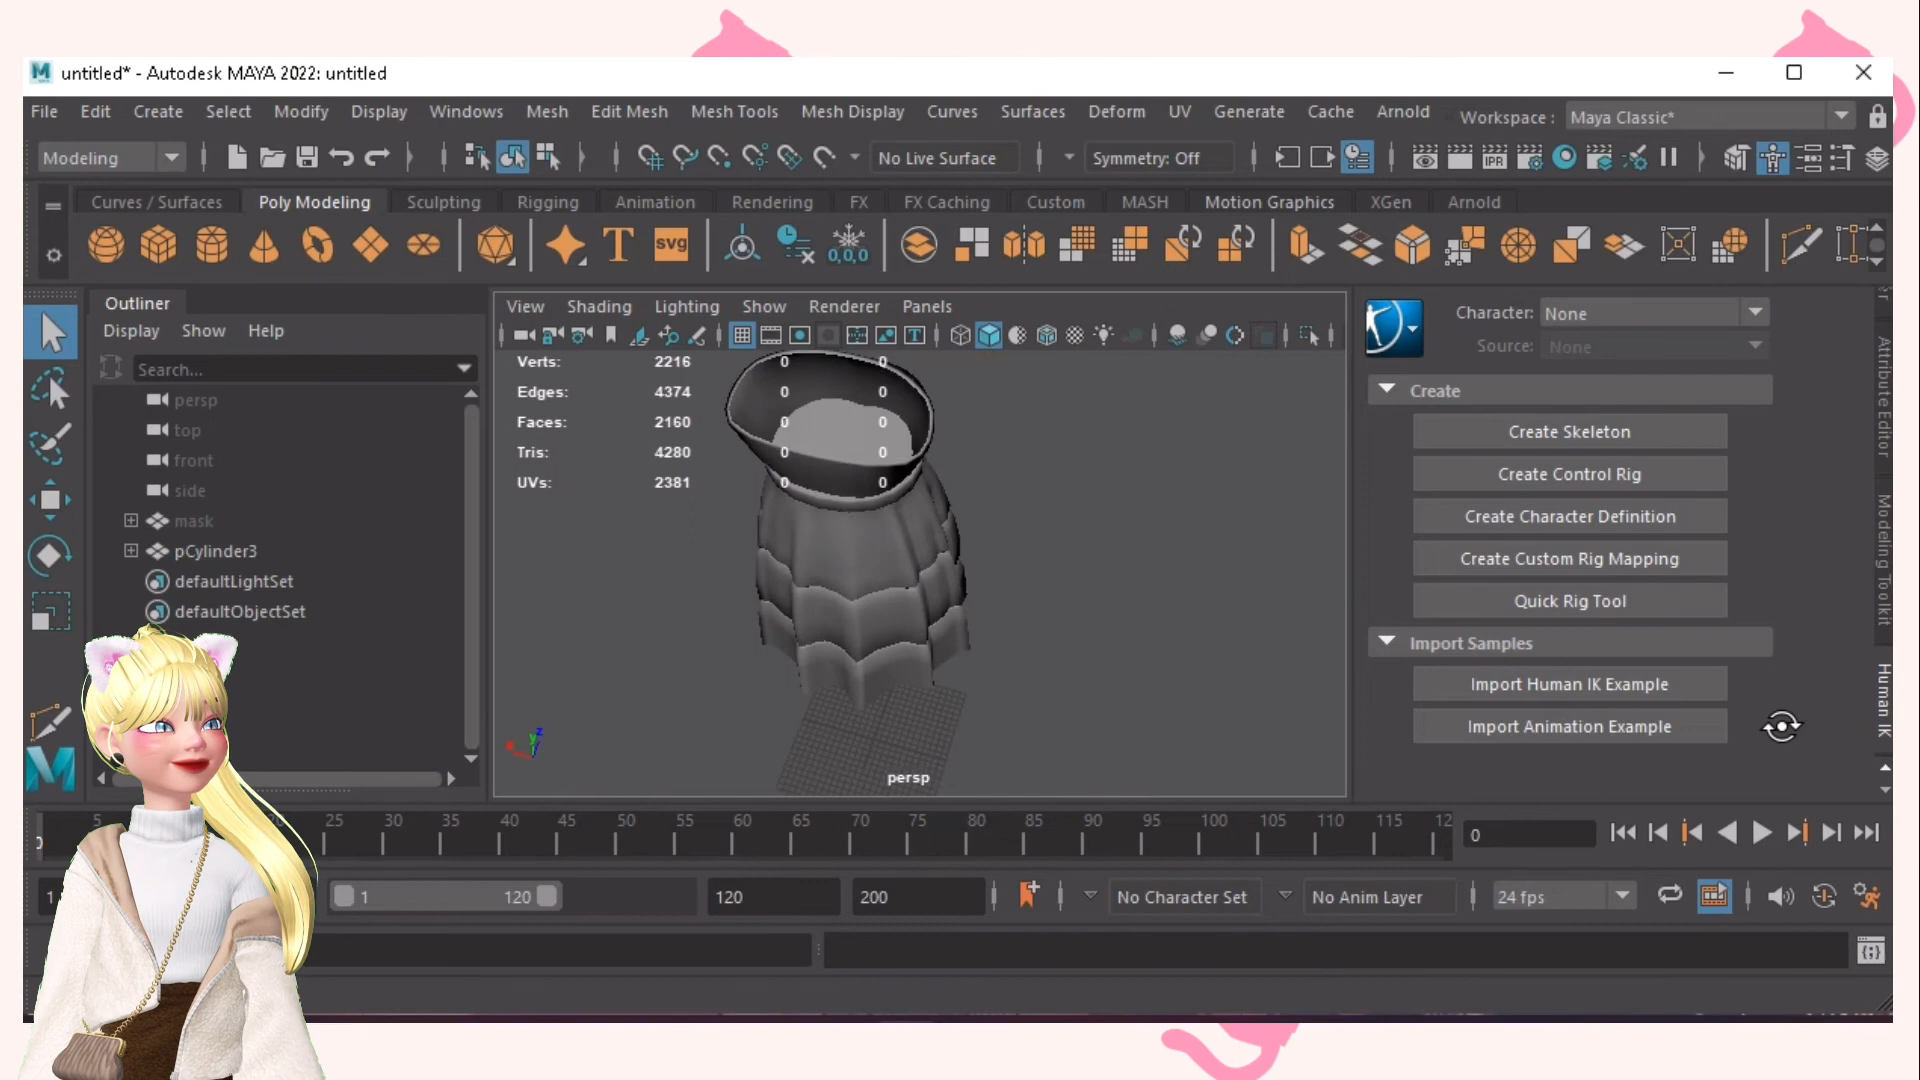 untitled* - Autodesk MAYA 2022: untitled
File Edit Create Select Modify Display Windows Mesh Edit Mesh Mesh Tools Mesh Display Curves Surfaces Deform UV Generate Cache Arnold Workspace : Maya Classic*
Modeling No Live Surface Symmetry: Off IPR
Curves / Surfaces Poly Modeling Sculpting Rigging Animation Rendering FX FX Caching Custom MASH Motion Graphics XGen Arnold
T svg 0,0,0
Outliner
Display Show Help
Search...
persp
top
front
side
mask
pCylinder3
defaultLightSet
defaultObjectSet
View Shading Lighting Show Renderer Panels
Verts: 2216 0 0
Edges: 4374 0 0
Faces: 2160 0 0
Tris: 4280 0 0
UVs: 2381 0 0
persp
Character: None
Source: None
Create
Create Skeleton
Create Control Rig
Create Character Definition
Create Custom Rig Mapping
Quick Rig Tool
Import Samples
Import Human IK Example
Import Animation Example
Attribute Editor
Modeling Toolkit
Human IK
5 25 30 35 40 45 50 55 60 65 70 75 80 85 90 95 100 105 110 115 12
0
1 1 120 120 200 No Character Set No Anim Layer 24 fps